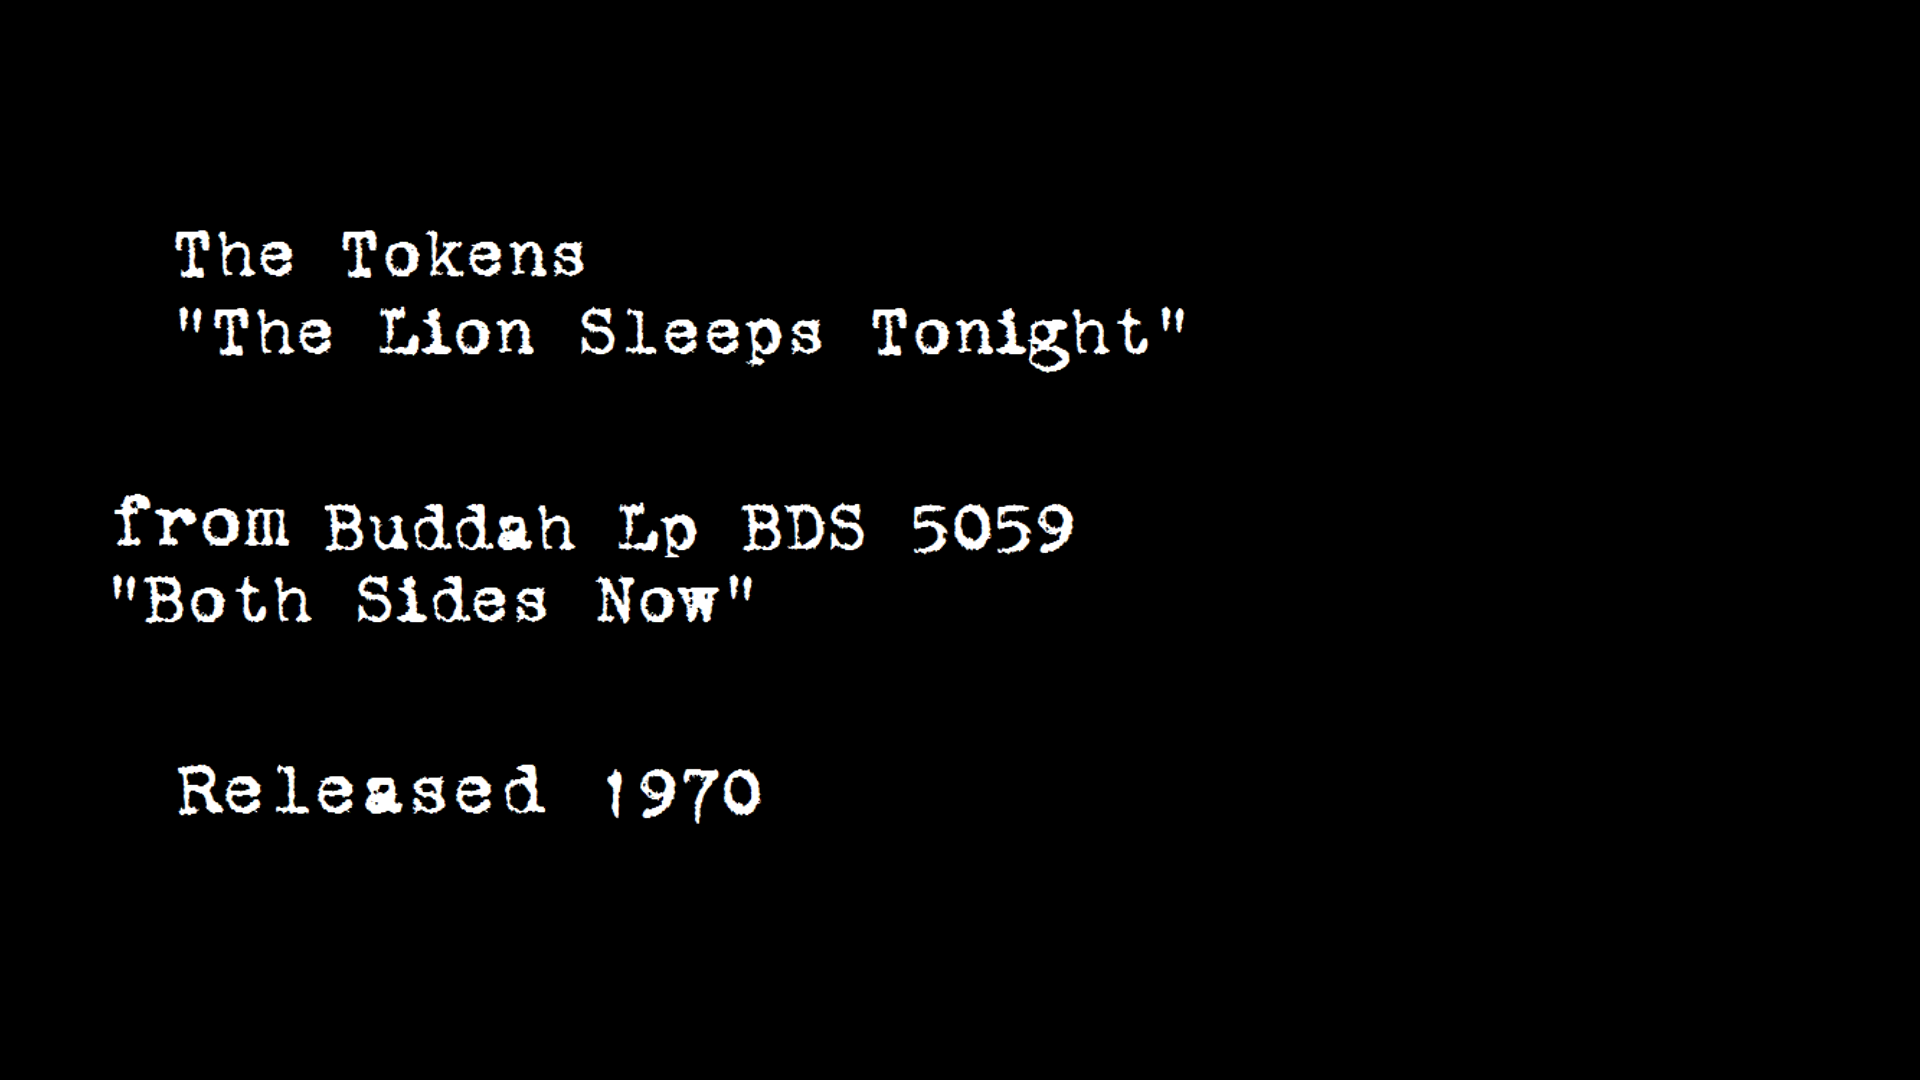 The Tokens
"The Lion Sleeps Tonight"
from Buddah Lp BDS 5059
"Both Sides Now"
Released 1970